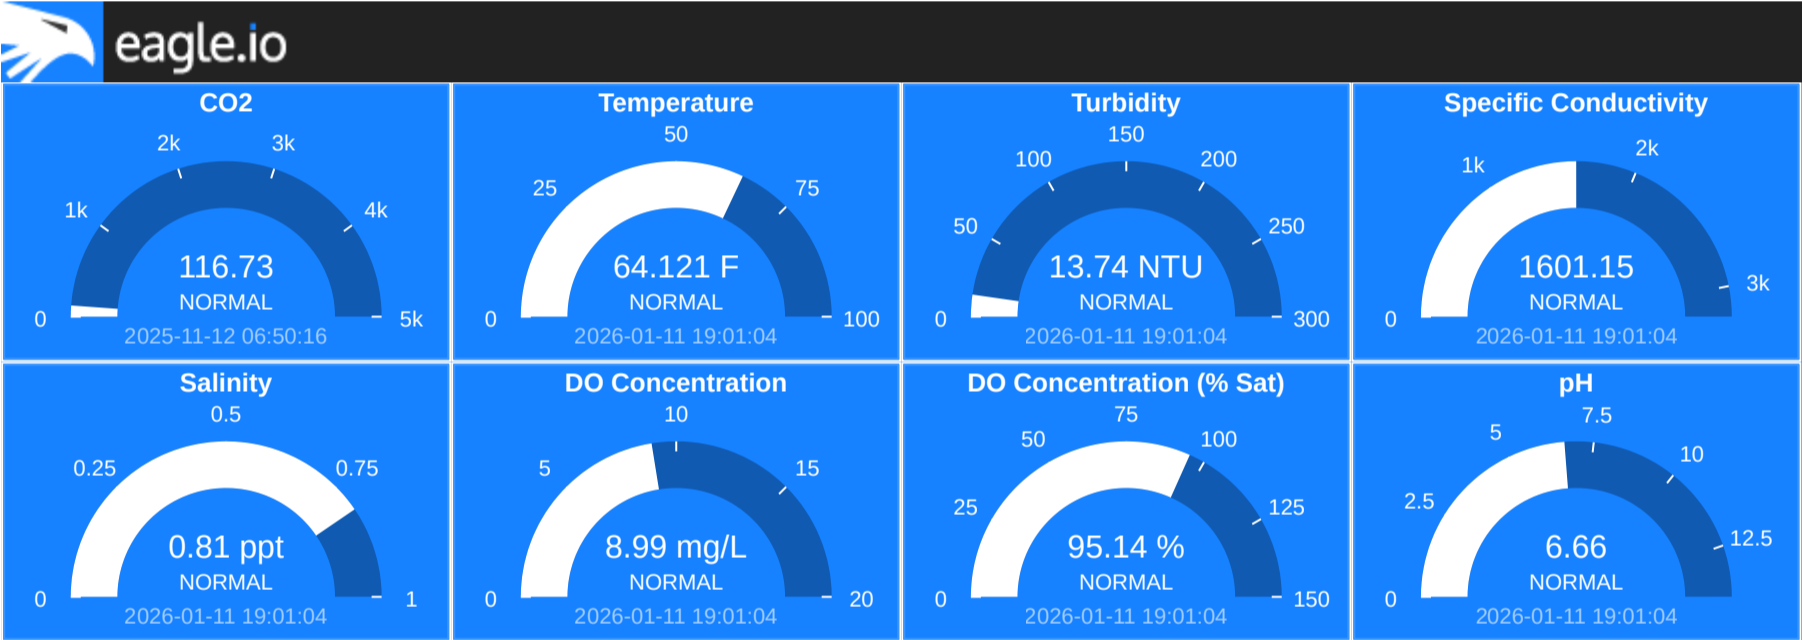 eagle.io
CO2
0
1k
2k
3k
4k
5k
116.73
NORMAL
2025-11-12 06:50:16
Temperature
0
25
50
75
100
64.121 F
NORMAL
2026-01-11 19:01:04
Turbidity
0
50
100
150
200
250
300
13.74 NTU
NORMAL
2026-01-11 19:01:04
Specific Conductivity
0
1k
2k
3k
1601.15
NORMAL
2026-01-11 19:01:04
Salinity
0
0.25
0.5
0.75
1
0.81 ppt
NORMAL
2026-01-11 19:01:04
DO Concentration
0
5
10
15
20
8.99 mg/L
NORMAL
2026-01-11 19:01:04
DO Concentration (% Sat)
0
25
50
75
100
125
150
95.14 %
NORMAL
2026-01-11 19:01:04
pH
0
2.5
5
7.5
10
12.5
6.66
NORMAL
2026-01-11 19:01:04